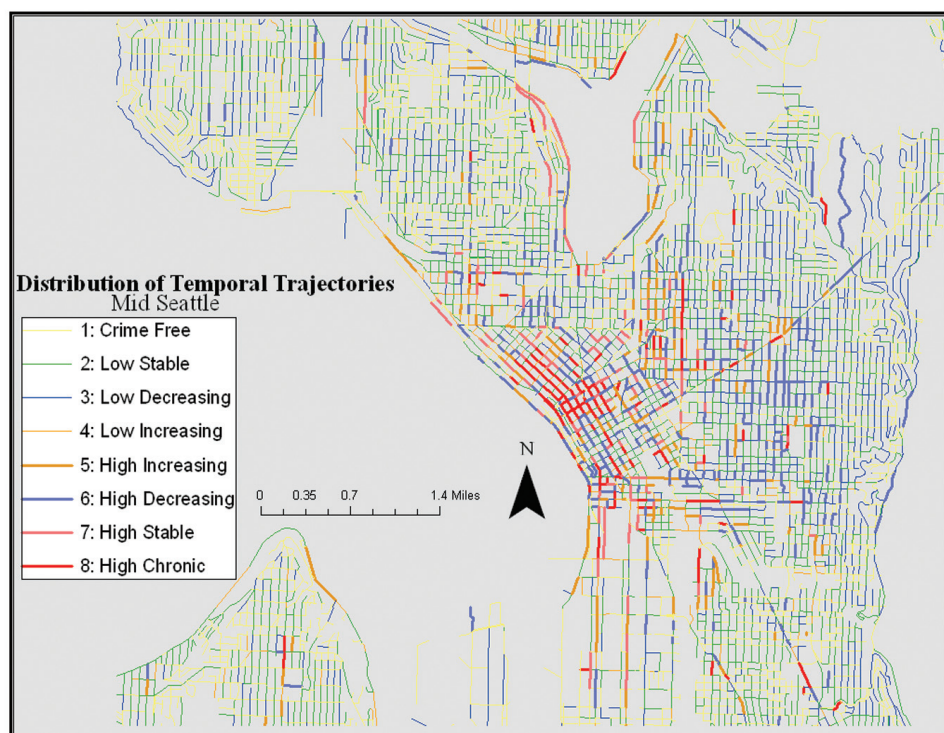 Distribution of Temporal Trajectories
Mid Seattle
1: Crime Free
2: Low Stable
3: Low Decreasing
4: Low Increasing
5: High Increasing
6: High Decreasing
7: High Stable
8: High Chronic
N
0 0.35 0.7 1.4 Miles